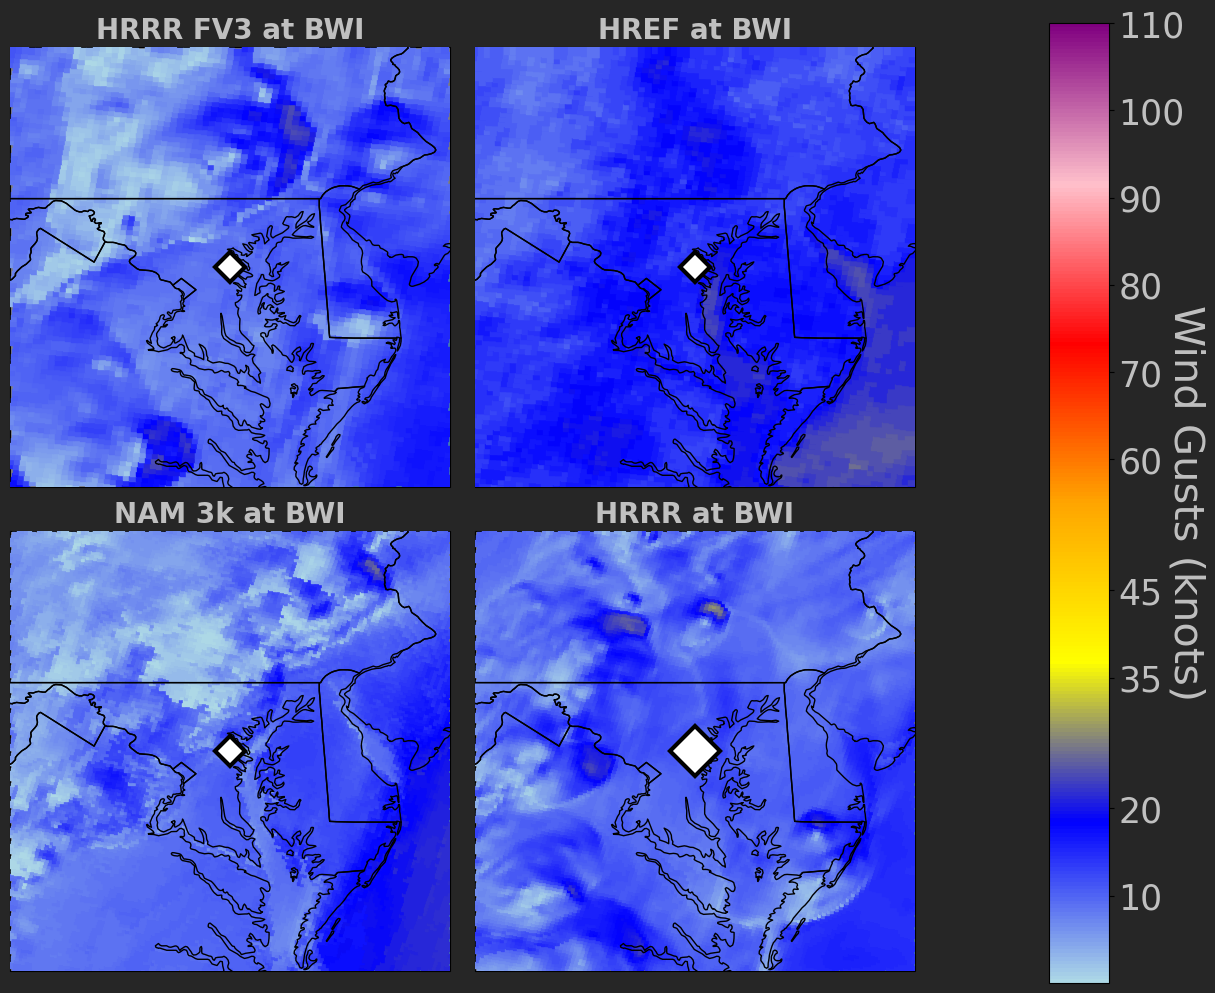 HRRR FV3 at BWI
HREF at BWI
NAM 3k at BWI
HRRR at BWI
110
100
90
80
70
60
45
35
20
10
Wind Gusts (knots)